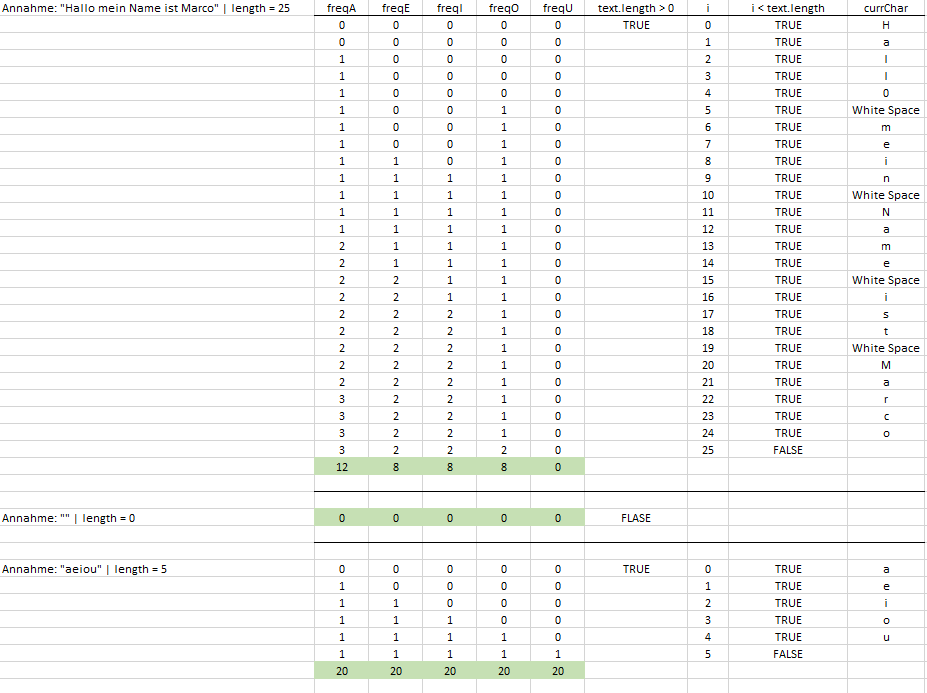 Annahme: "Hallo mein Name ist Marco" | length = 25 freqA freqE freqI freqO freqU text.length > 0 i i < text.length currChar
0 0 0 0 0 TRUE 0 TRUE H
0 0 0 0 0 1 TRUE a
1 0 0 0 0 2 TRUE l
1 0 0 0 0 3 TRUE l
1 0 0 0 0 4 TRUE 0
1 0 0 1 0 5 TRUE White Space
1 0 0 1 0 6 TRUE m
1 0 0 1 0 7 TRUE e
1 1 0 1 0 8 TRUE i
1 1 1 1 0 9 TRUE n
1 1 1 1 0 10 TRUE White Space
1 1 1 1 0 11 TRUE N
1 1 1 1 0 12 TRUE a
2 1 1 1 0 13 TRUE m
2 1 1 1 0 14 TRUE e
2 2 1 1 0 15 TRUE White Space
2 2 1 1 0 16 TRUE i
2 2 2 1 0 17 TRUE s
2 2 2 1 0 18 TRUE t
2 2 2 1 0 19 TRUE White Space
2 2 2 1 0 20 TRUE M
2 2 2 1 0 21 TRUE a
3 2 2 1 0 22 TRUE r
3 2 2 1 0 23 TRUE c
3 2 2 1 0 24 TRUE o
3 2 2 2 0 25 FALSE
12 8 8 8 0
Annahme: "" | length = 0 0 0 0 0 0 FLASE
Annahme: "aeiou" | length = 5 0 0 0 0 0 TRUE 0 TRUE a
1 0 0 0 0 1 TRUE e
1 1 0 0 0 2 TRUE i
1 1 1 0 0 3 TRUE o
1 1 1 1 0 4 TRUE u
1 1 1 1 1 5 FALSE
20 20 20 20 20